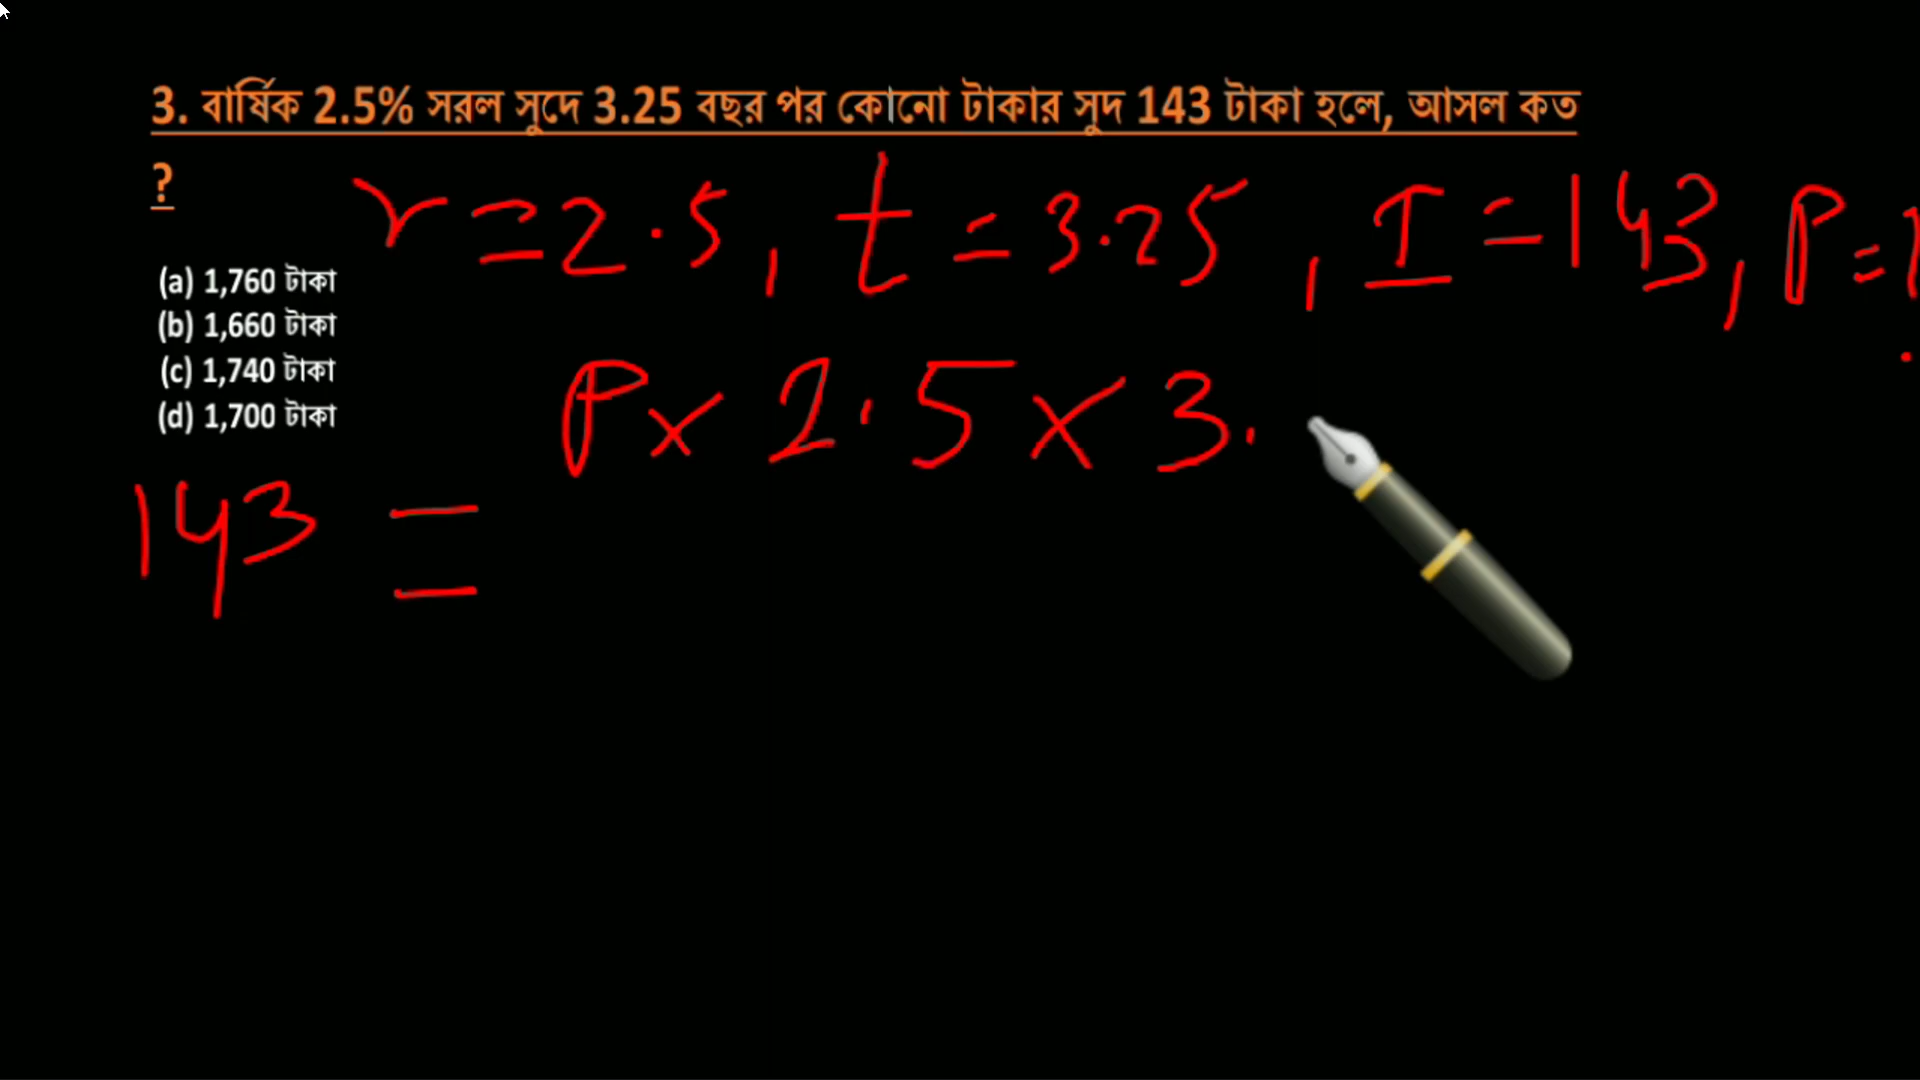 3. বার্ষিক 2.5% সরল সুদে 3.25 বছর পর কোনো টাকার সুদ 143 টাকা হলে, আসল কত
?
r = 2.5, t = 3.25, I = 143, P = ?
(a) 1,760 টাকা
(b) 1,660 টাকা
(c) 1,740 টাকা
(d) 1,700 টাকা
P × 2.5 × 3.
143 =